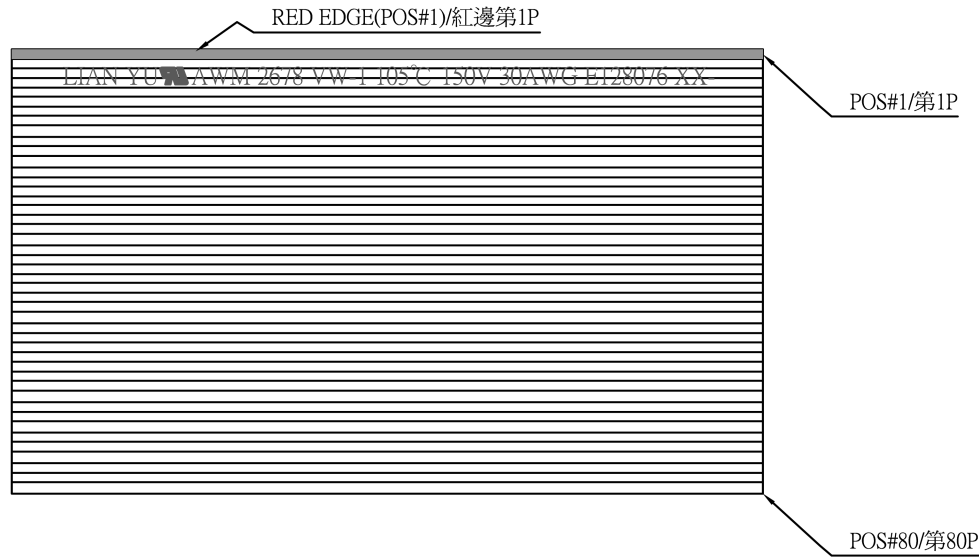 RED EDGE(POS#1)/紅邊第1P
LIAN YU AWM 2678 VW-1 105℃ 150V 30AWG E128076 XX
POS#1/第1P
POS#80/第80P